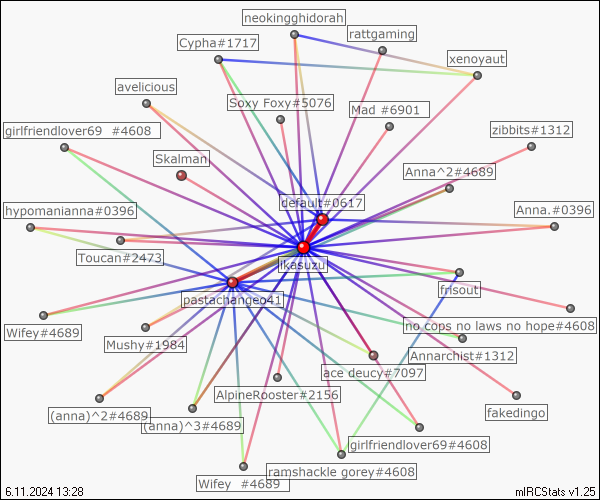 neokingghidorah
rattgaming
Cypha#1717
xenoyaut
avelicious
Soxy Foxy#5076
Mad #6901
girlfriendlover69 #4608
zibbits#1312
Skalman
Anna^2#4689
default#0617
hypomanianna#0396
Anna.#0396
Toucan#2473
ikasuzu
frisout
pastachangeo41
no cops no laws no hope#4608
Wifey#4689
Mushy#1984
Annarchist#1312
ace deucy#7097
AlpineRooster#2156
(anna)^2#4689
(anna)^3#4689
fakedingo
girlfriendlover69#4608
ramshackle gorey#4608
Wifey #4689
6.11.2024 13:28
mIRCStats v1.25